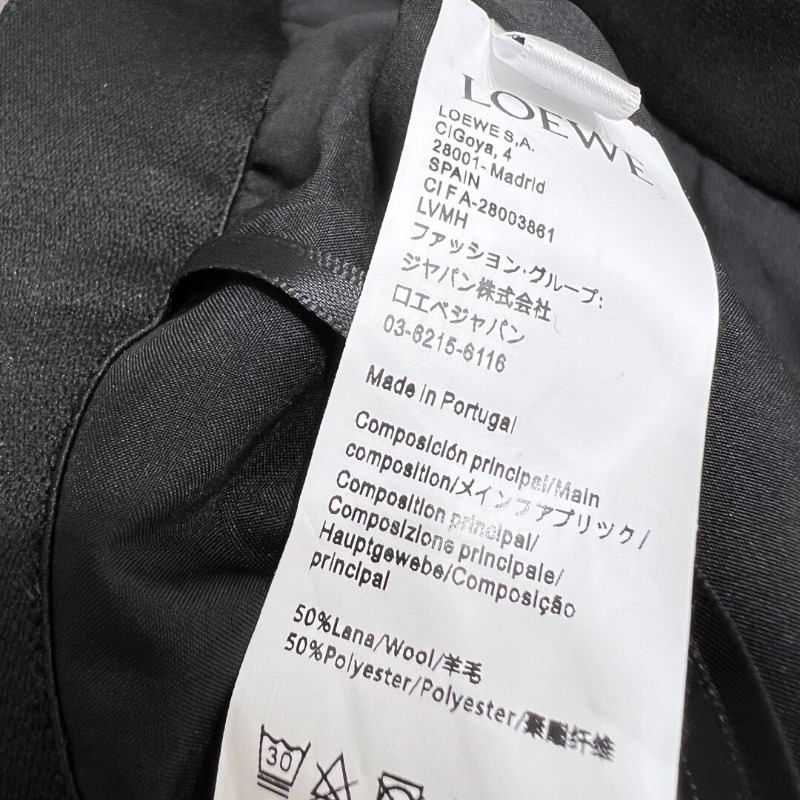 LOEWE
LOEWE S,A.
C/Goya, 4
28001- Madrid
SPAIN
CI F A-28003861
LVMH
ファッション・グループ:
ジャパン株式会社
ロエベジャパン
03-6215-6116
Made in Portugal
Composición principal/Main
composition/メインファブリック/
Composition principal/
Composizione principale/
Hauptgewebe/Composição
principal
50%Lana/Wool/羊毛
50%Polyester/Polyester/聚酯纤维
30